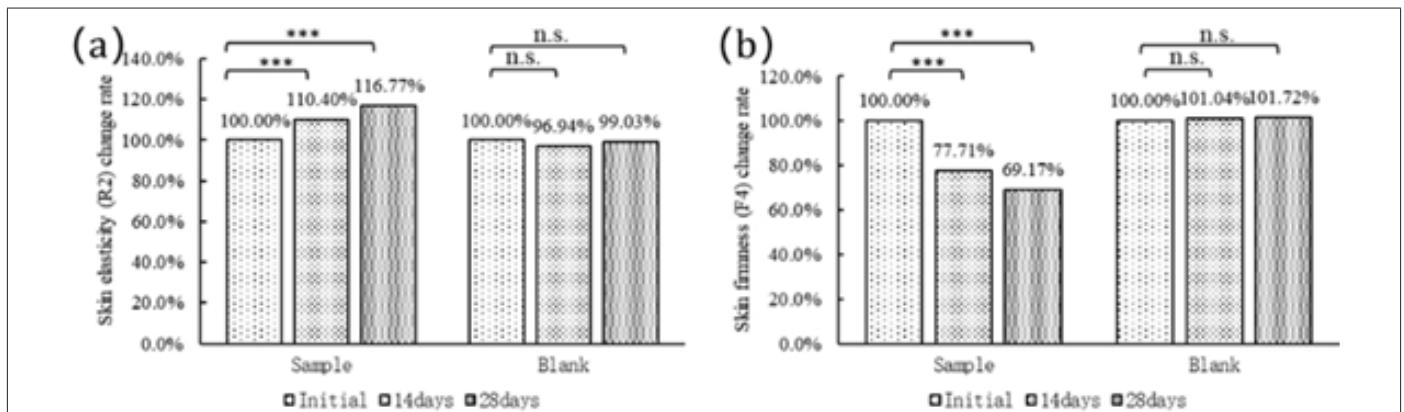 (a)
Skin elasticity (R2) change rate
140.0%
120.0%
100.0%
80.0%
60.0%
40.0%
20.0%
0.0%
***
***
n.s.
n.s.
100.00%
110.40%
116.77%
100.00%
96.94%
99.03%
Sample
Blank
Initial 14days 28days
(b)
Skin firmness (F4) change rate
120.0%
100.0%
80.0%
60.0%
40.0%
20.0%
0.0%
***
***
n.s.
n.s.
100.00%
77.71%
69.17%
100.00%
101.04%
101.72%
Sample
Blank
Initial 14days 28days